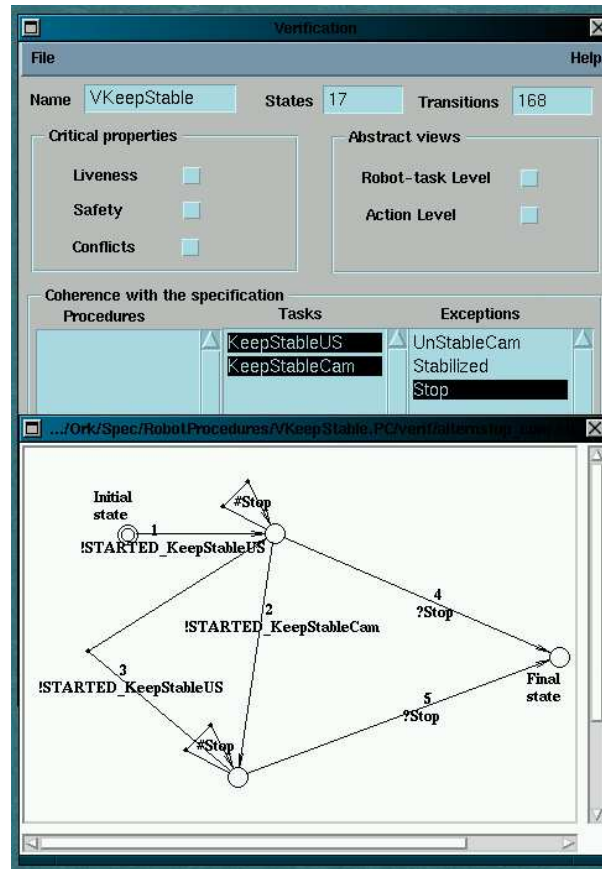 Verification
File Help
Name VKeepStable States 17 Transitions 168
Critical properties Abstract views
Liveness Robot-task Level
Safety Action Level
Conflicts
Coherence with the specification
Procedures Tasks Exceptions
KeepStableUS UnStableCam
KeepStableCam Stabilized
Stop
.../Ork/Spec/RobotProcedures/VKeepStable.PC/verif/
#Stop
Initial
state
1
!STARTED_KeepStableUS
2
!STARTED_KeepStableCam
4
?Stop
3
!STARTED_KeepStableUS
Final
state
5
?Stop
#Stop